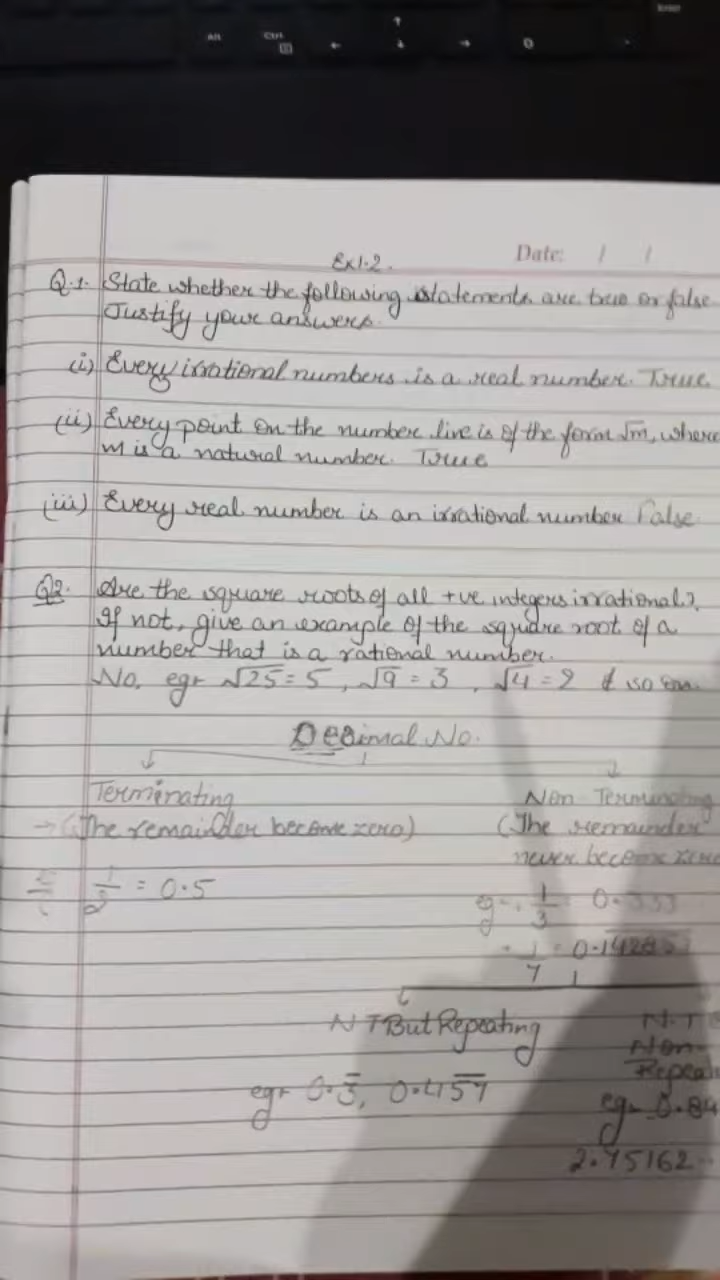 Alt Ctrl
Ex1.2.
Date: / /
Q.1. State whether the following statements are true or false.
Justify your answers.
(i) Every irrational numbers is a real number. True
(ii) Every point on the number live is of the form √m, where
m is a natural number. True
(iii) Every real number is an irrational number False
Q2. Are the square roots of all +ve integers irrational?
If not, give an example of the square root of a
number that is a rational number.
No, eg- √25 = 5, √9 = 3, √4 = 2 & so on.
Decimal No.
Terminating
→ (The remainder become zero)
1/2 = 0.5
Non Terminating
(The remainder
never become zero
eg- 1/3 = 0.333
1/7 = 0.142857
N T But Repeating
eg- 0.3̅, 0.45̅7̅
N.T
Non-
Repea
eg- 0.84
2.75162..